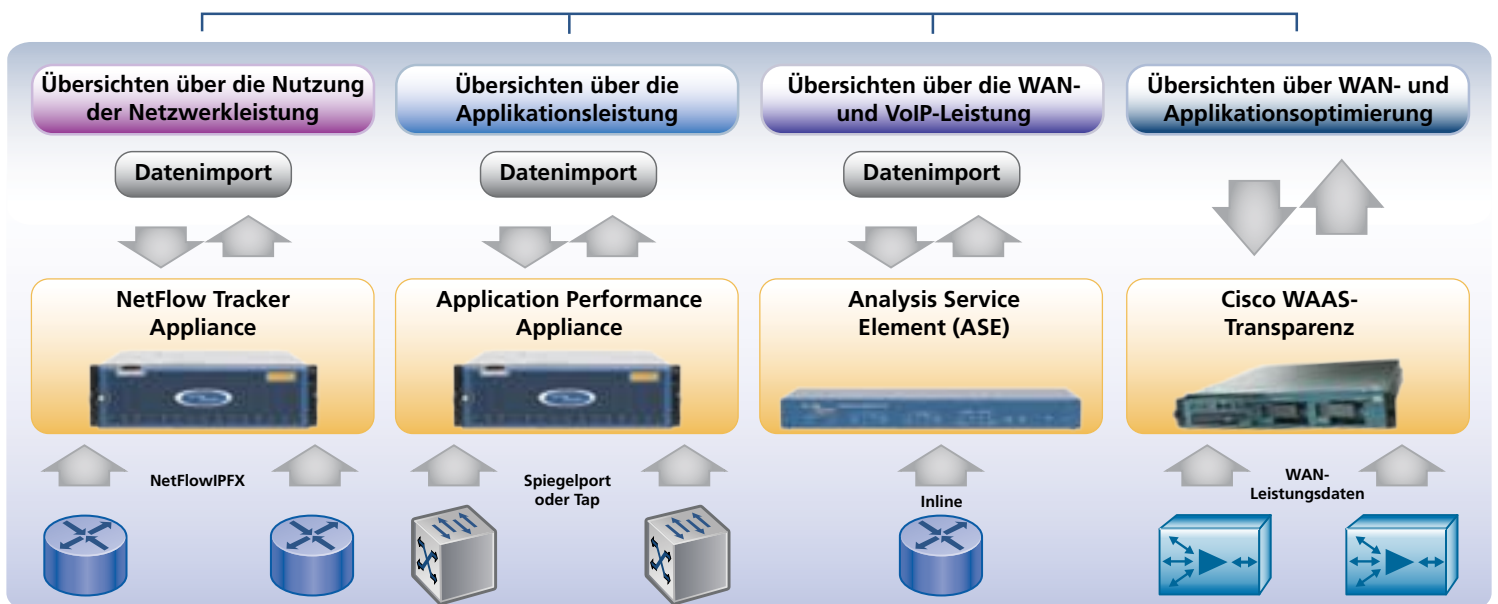 Übersichten über die Nutzung
der Netzwerkleistung
Übersichten über die
Applikationsleistung
Übersichten über die WAN-
und VoIP-Leistung
Übersichten über WAN- und
Applikationsoptimierung
Datenimport
Datenimport
Datenimport
NetFlow Tracker
Appliance
Application Performance
Appliance
Analysis Service
Element (ASE)
Cisco WAAS-
Transparenz
NetFlowIPFX
Spiegelport
oder Tap
Inline
WAN-
Leistungsdaten